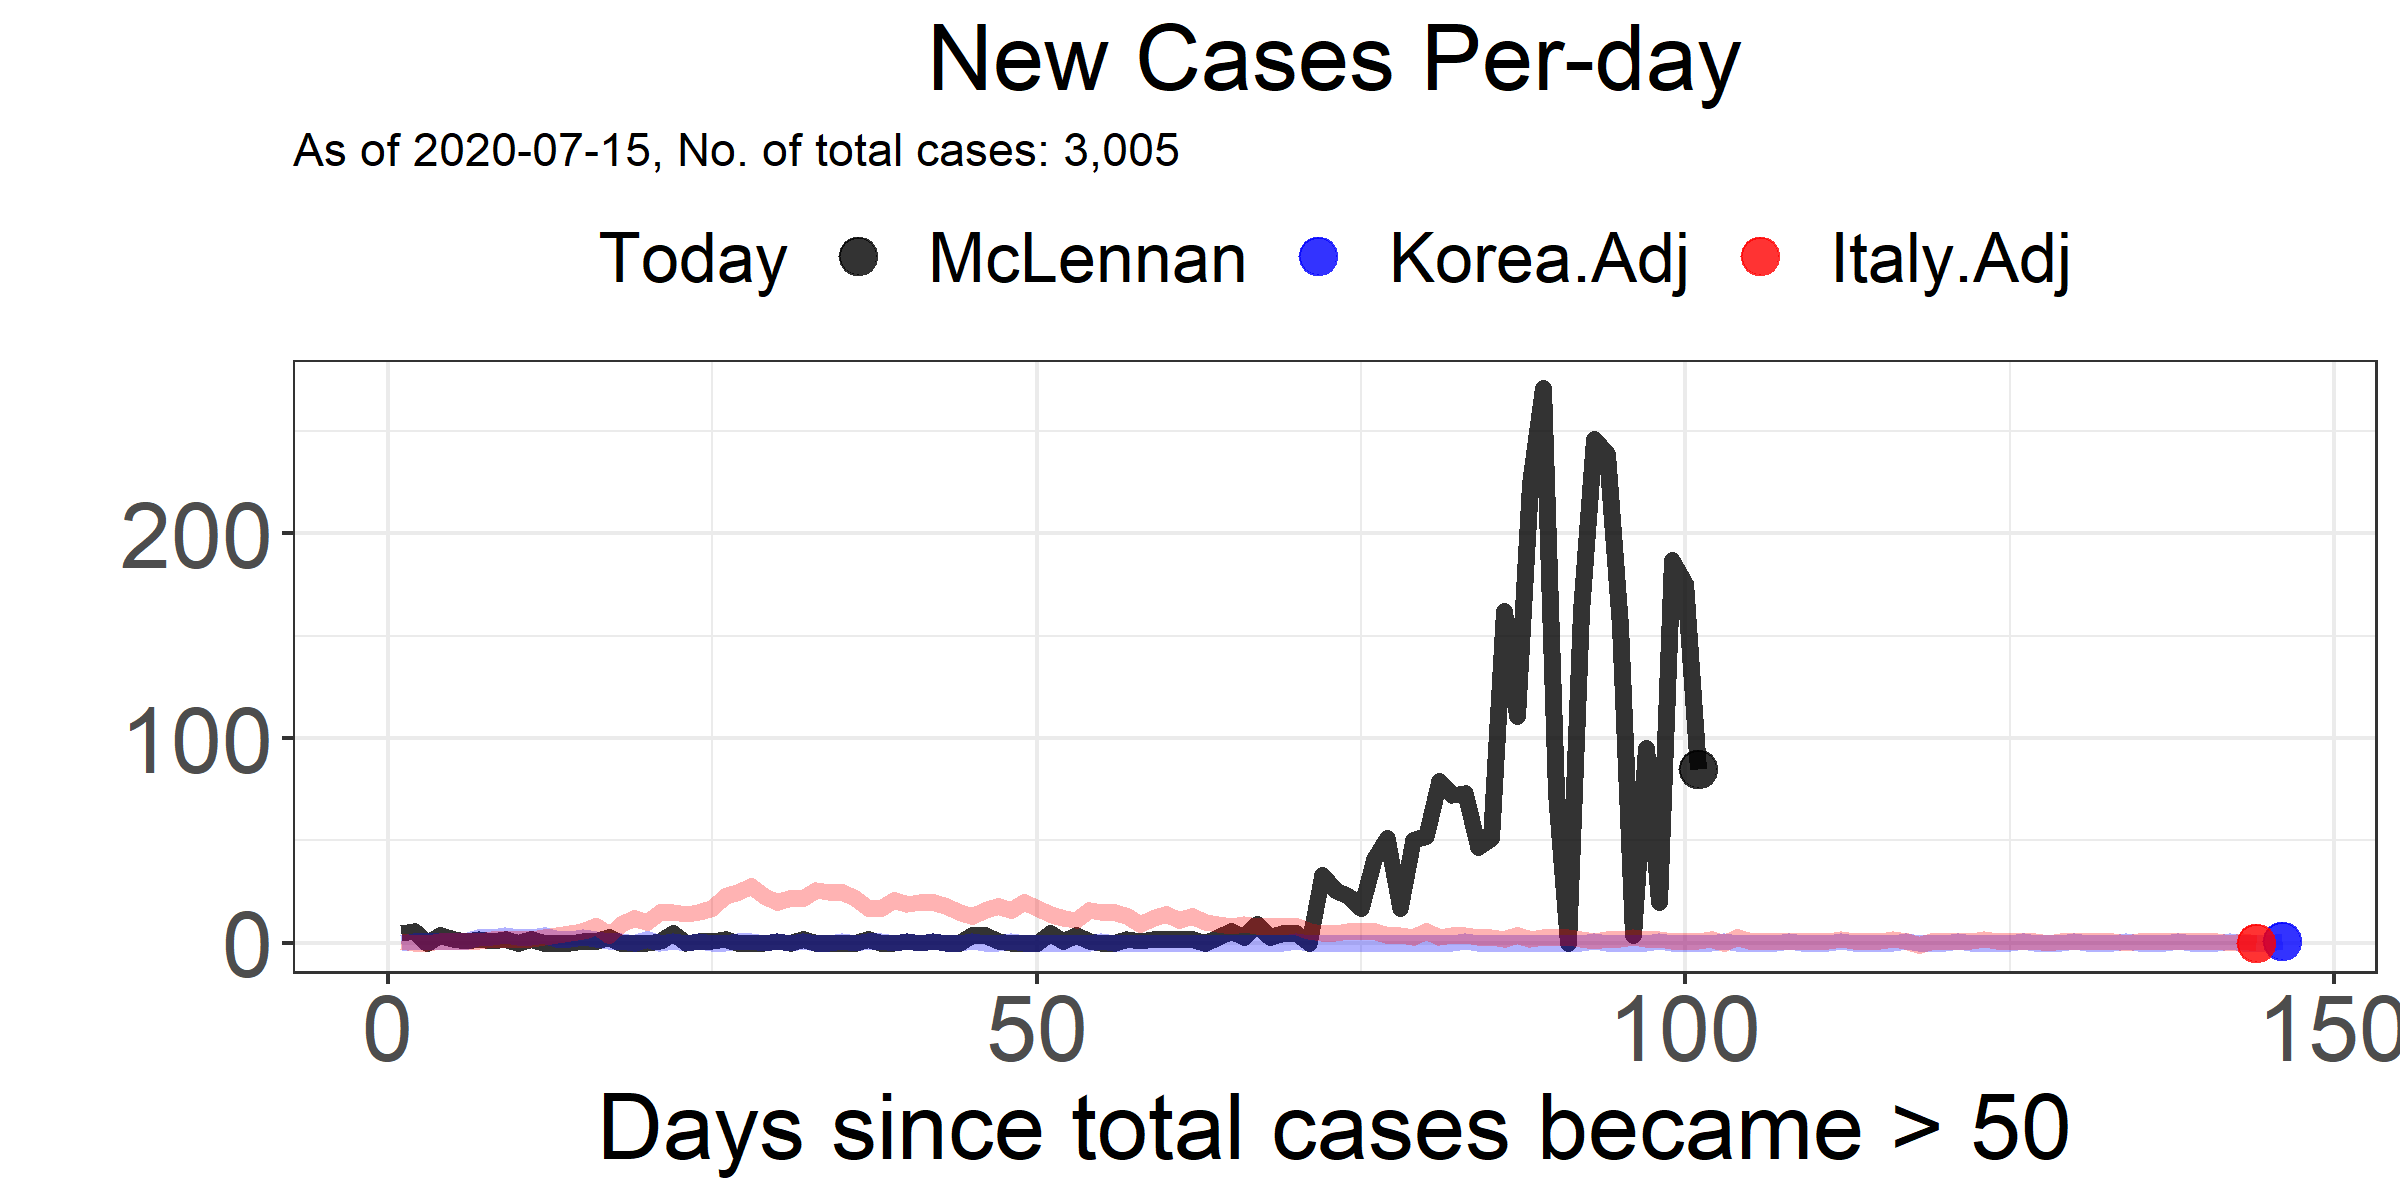 New Cases Per-day
As of 2020-07-15, No. of total cases: 3,005
Today McLennan Korea.Adj Italy.Adj
200
100
0
0 50 100 150
Days since total cases became > 50